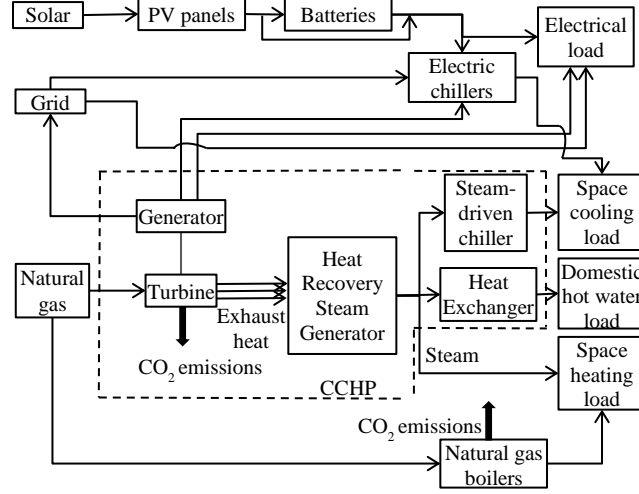 Solar
PV panels
Batteries
Electrical
load
Electric
chillers
Grid
Steam-
driven
chiller
Space
cooling
load
Generator
Natural
gas
Turbine
Exhaust
heat
Heat
Recovery
Steam
Generator
Heat
Exchanger
Domestic
hot water
load
CO2 emissions
CCHP
Steam
Space
heating
load
CO2 emissions
Natural gas
boilers